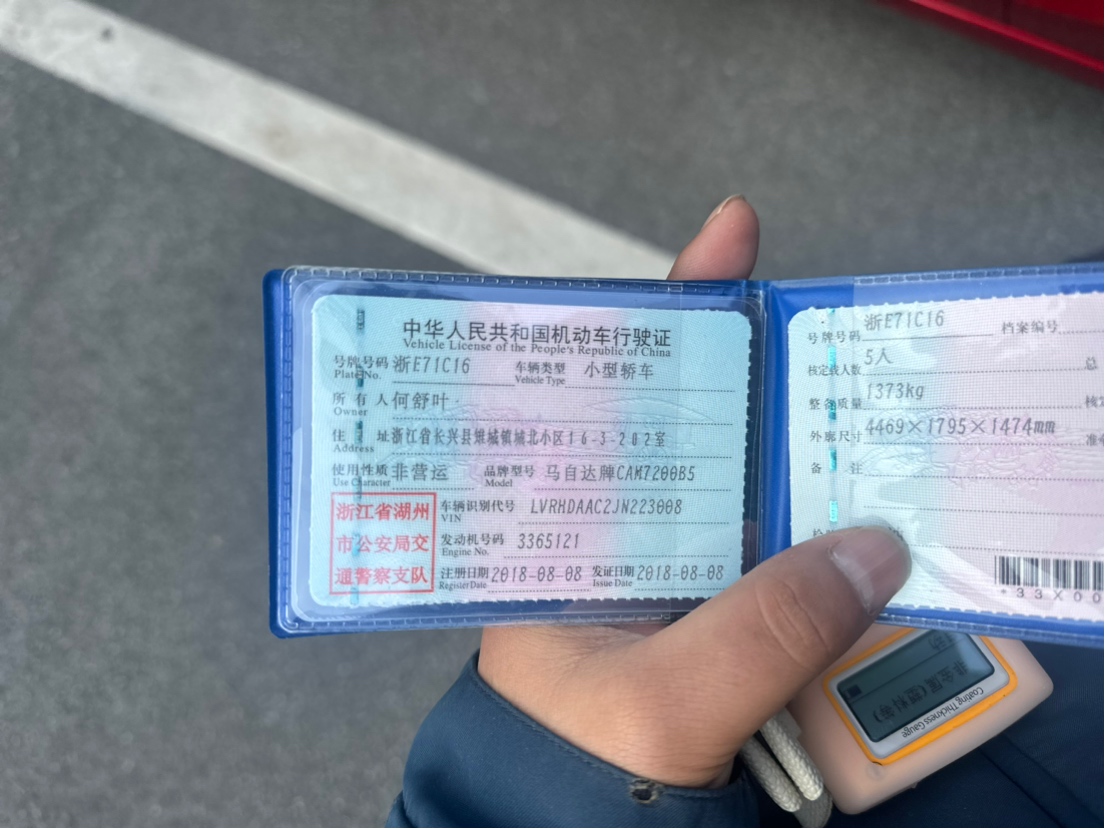 中华人民共和国机动车行驶证
Vehicle License of the People's Republic of China
号牌号码 浙E71C16 车辆类型 小型轿车
Plate No. Vehicle Type
所有人 何舒叶
Owner
住址 浙江省长兴县雉城镇城北小区16-3-202室
Address
使用性质 非营运 品牌型号 马自达牌CAM7200B5
Use Character Model
浙江省湖州
市公安局交
通警察支队
车辆识别代号 LVRHDAAC2JN223008
VIN
发动机号码 3365121
Engine No.
注册日期 2018-08-08 发证日期 2018-08-08
Register Date Issue Date
号牌号码 浙E71C16 档案编号
核定载人数 5人 总
整备质量 1373kg 核定
外廓尺寸 4469×1795×1474mm 准牵
备注
*33X00
Coating Thickness Gauge